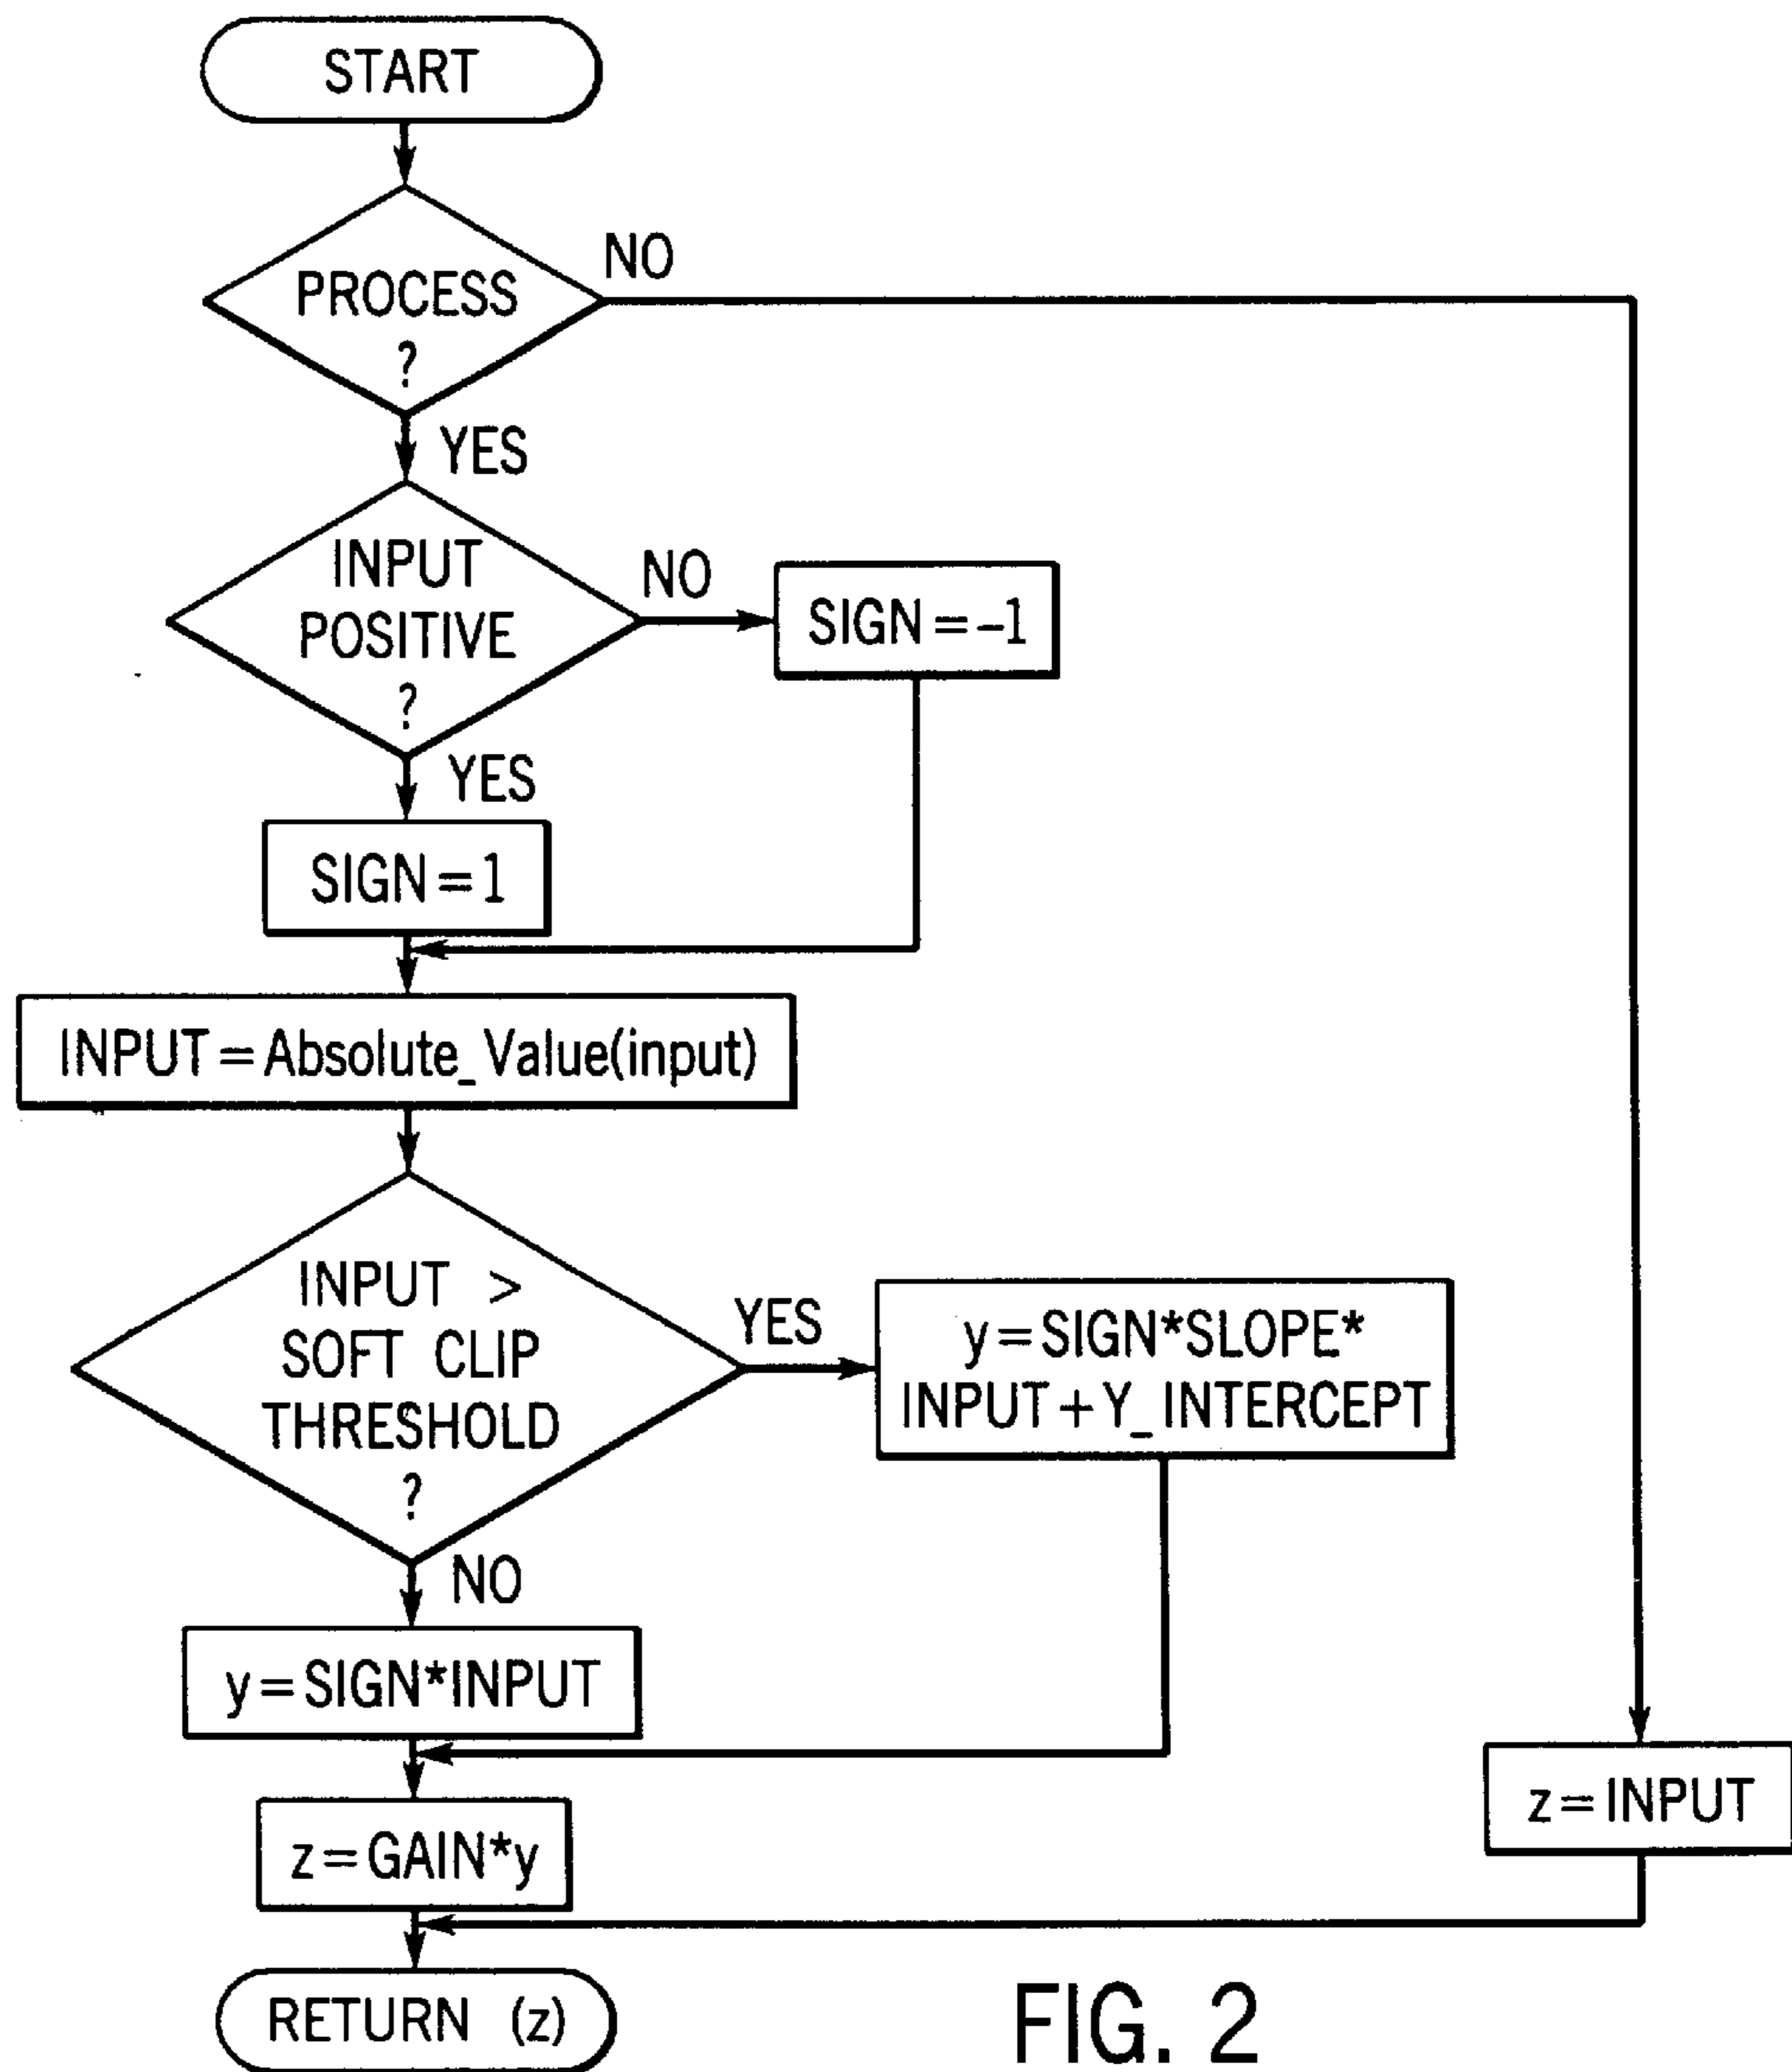 START
PROCESS
?
NO
YES
INPUT
POSITIVE
?
NO
SIGN=-1
YES
SIGN=1
INPUT=Absolute_Value(input)
INPUT >
SOFT CLIP
THRESHOLD
?
YES
y=SIGN*SLOPE*
INPUT+Y_INTERCEPT
NO
y=SIGN*INPUT
z=GAIN*y
z=INPUT
RETURN (z)
FIG. 2